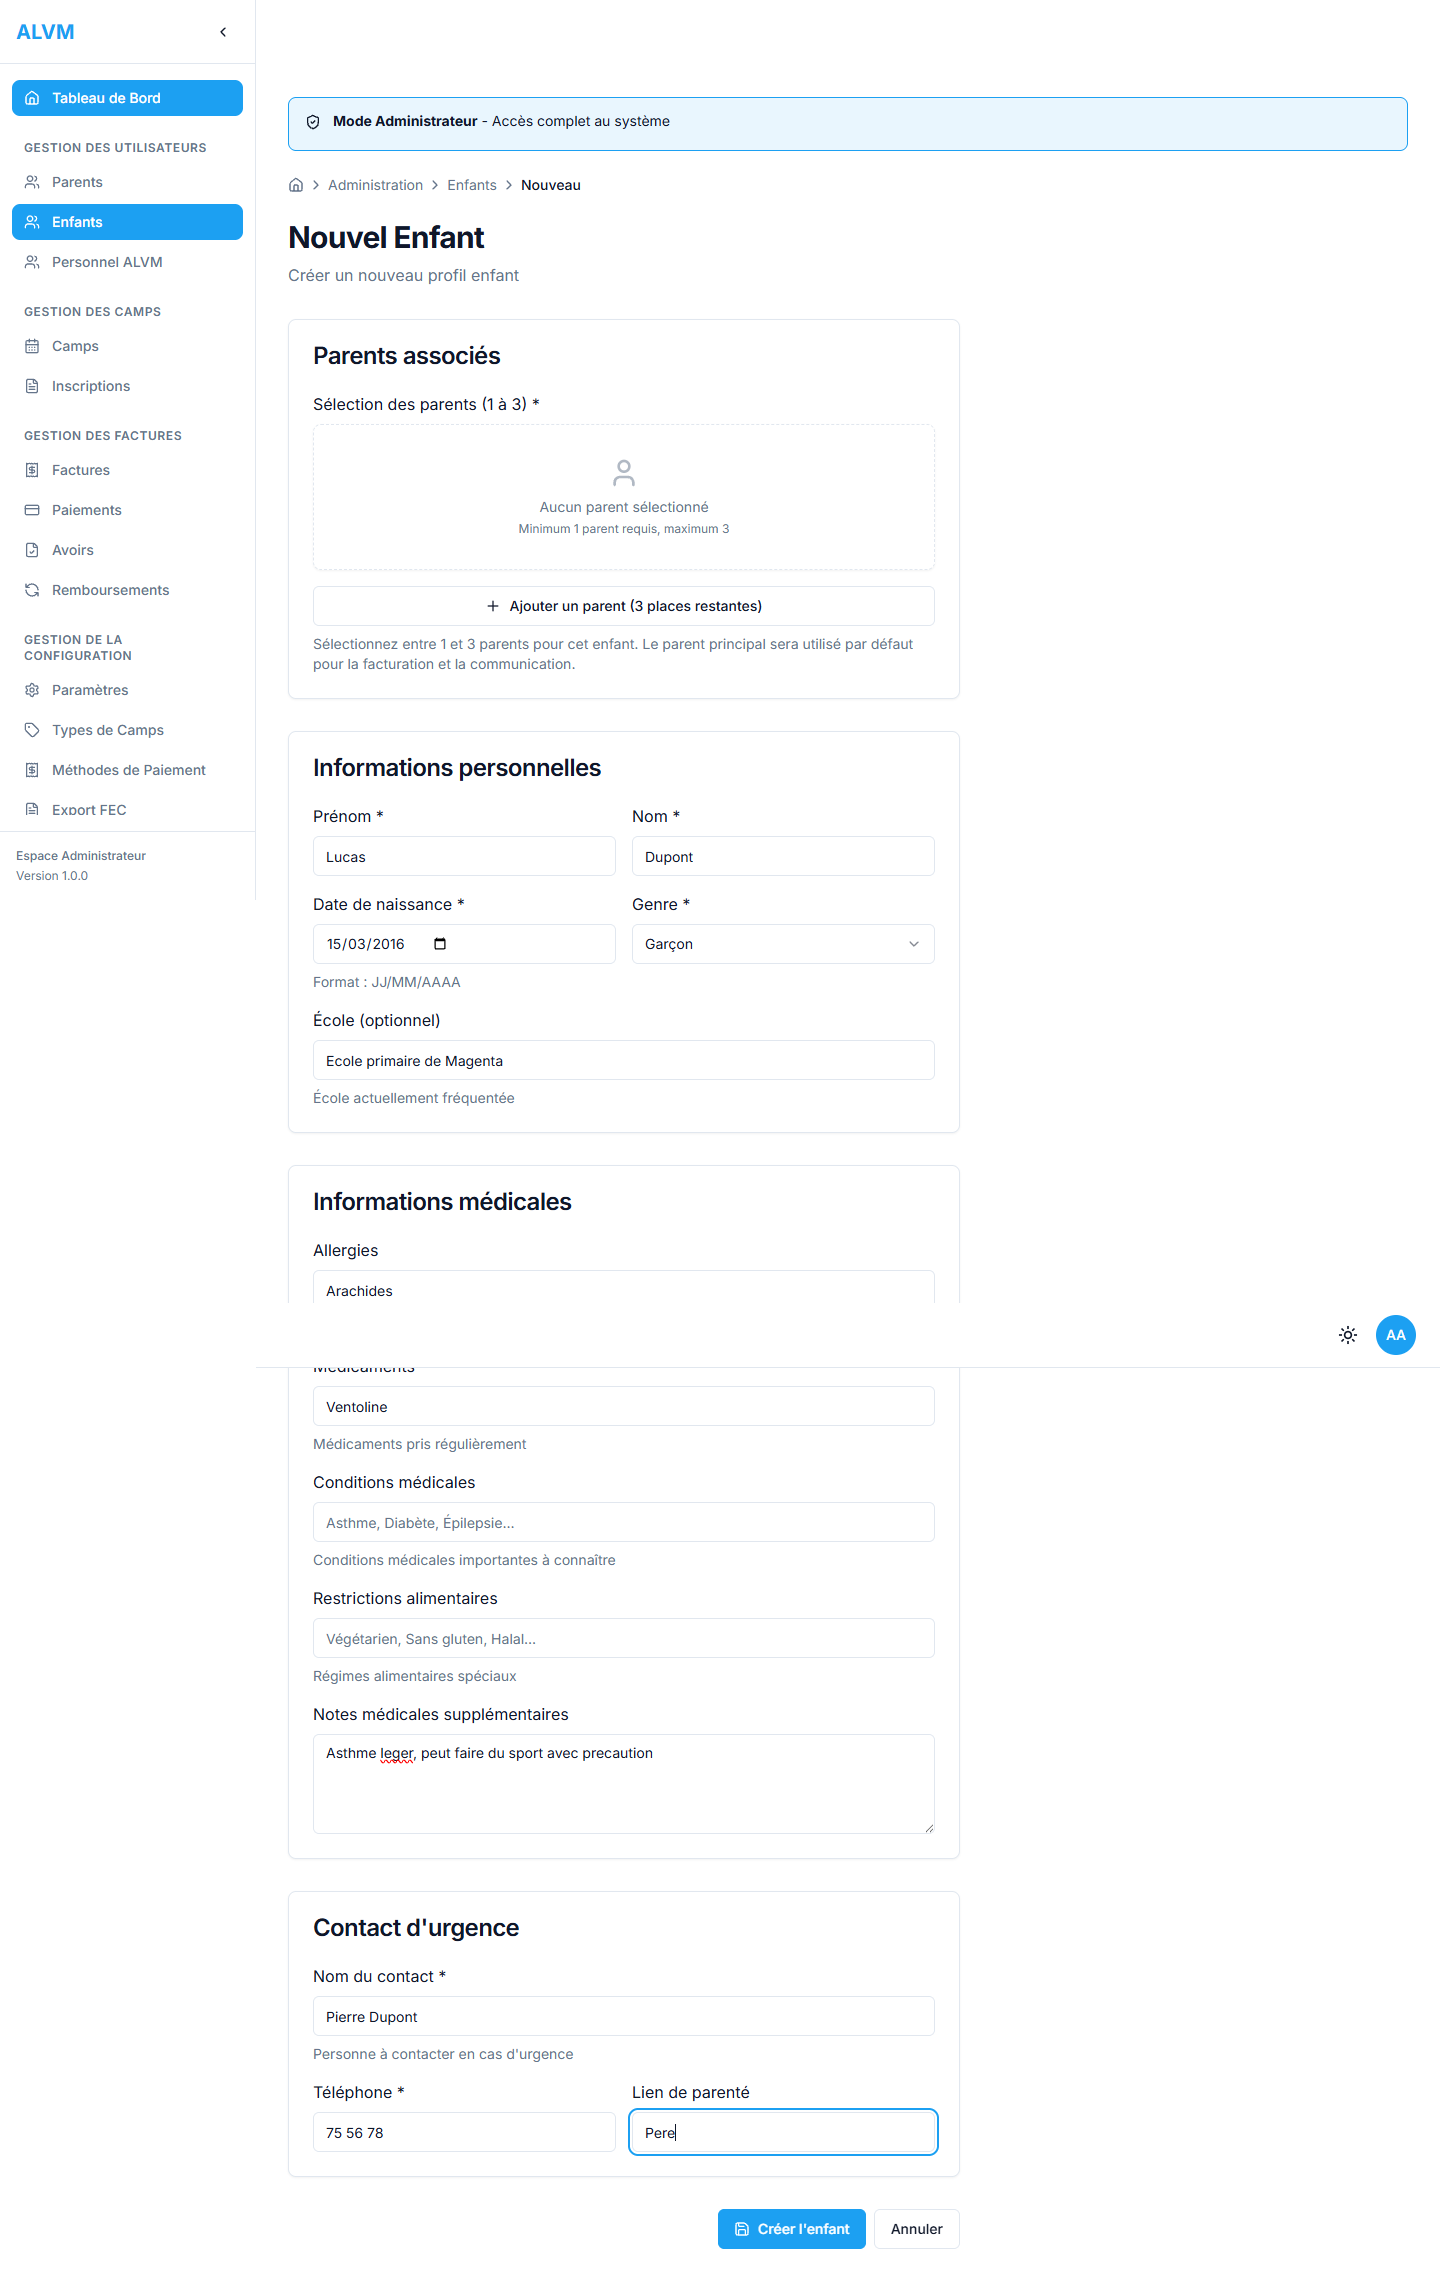 ALVM
Tableau de Bord
GESTION DES UTILISATEURS
Parents
Enfants
Personnel ALVM
GESTION DES CAMPS
Camps
Inscriptions
GESTION DES FACTURES
Factures
Paiements
Avoirs
Remboursements
GESTION DE LA
CONFIGURATION
Paramètres
Types de Camps
Méthodes de Paiement
Export FEC
Espace Administrateur
Version 1.0.0
Mode Administrateur - Accès complet au système
Administration > Enfants > Nouveau
Nouvel Enfant
Créer un nouveau profil enfant
Parents associés
Sélection des parents (1 à 3) *
Aucun parent sélectionné
Minimum 1 parent requis, maximum 3
Ajouter un parent (3 places restantes)
Sélectionnez entre 1 et 3 parents pour cet enfant. Le parent principal sera utilisé par défaut
pour la facturation et la communication.
Informations personnelles
Prénom * Nom *
Lucas Dupont
Date de naissance * Genre *
15/03/2016 Garçon
Format : JJ/MM/AAAA
École (optionnel)
Ecole primaire de Magenta
École actuellement fréquentée
Informations médicales
Allergies
Arachides
AA
Médicaments
Ventoline
Médicaments pris régulièrement
Conditions médicales
Asthme, Diabète, Épilepsie...
Conditions médicales importantes à connaître
Restrictions alimentaires
Végétarien, Sans gluten, Halal...
Régimes alimentaires spéciaux
Notes médicales supplémentaires
Asthme leger, peut faire du sport avec precaution
Contact d'urgence
Nom du contact *
Pierre Dupont
Personne à contacter en cas d'urgence
Téléphone * Lien de parenté
75 56 78 Pere
Créer l'enfant Annuler